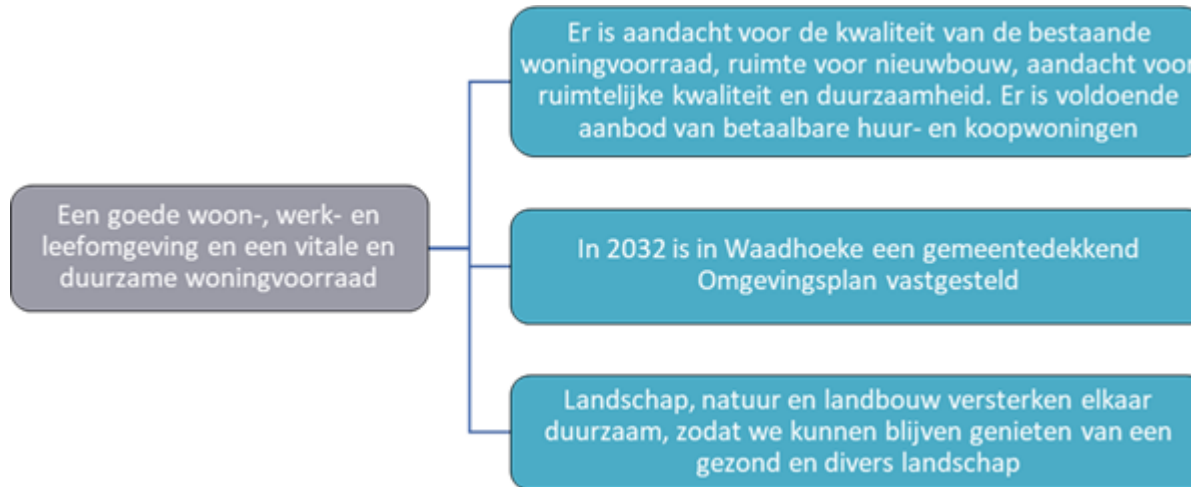 Er is aandacht voor de kwaliteit van de bestaande
woningvoorraad, ruimte voor nieuwbouw, aandacht voor
ruimtelijke kwaliteit en duurzaamheid. Er is voldoende
aanbod van betaalbare huur- en koopwoningen
Een goede woon-, werk- en
leefomgeving en een vitale en
duurzame woningvoorraad
In 2032 is in Waadhoeke een gemeentedekkend
Omgevingsplan vastgesteld
Landschap, natuur en landbouw versterken elkaar
duurzaam, zodat we kunnen blijven genieten van een
gezond en divers landschap